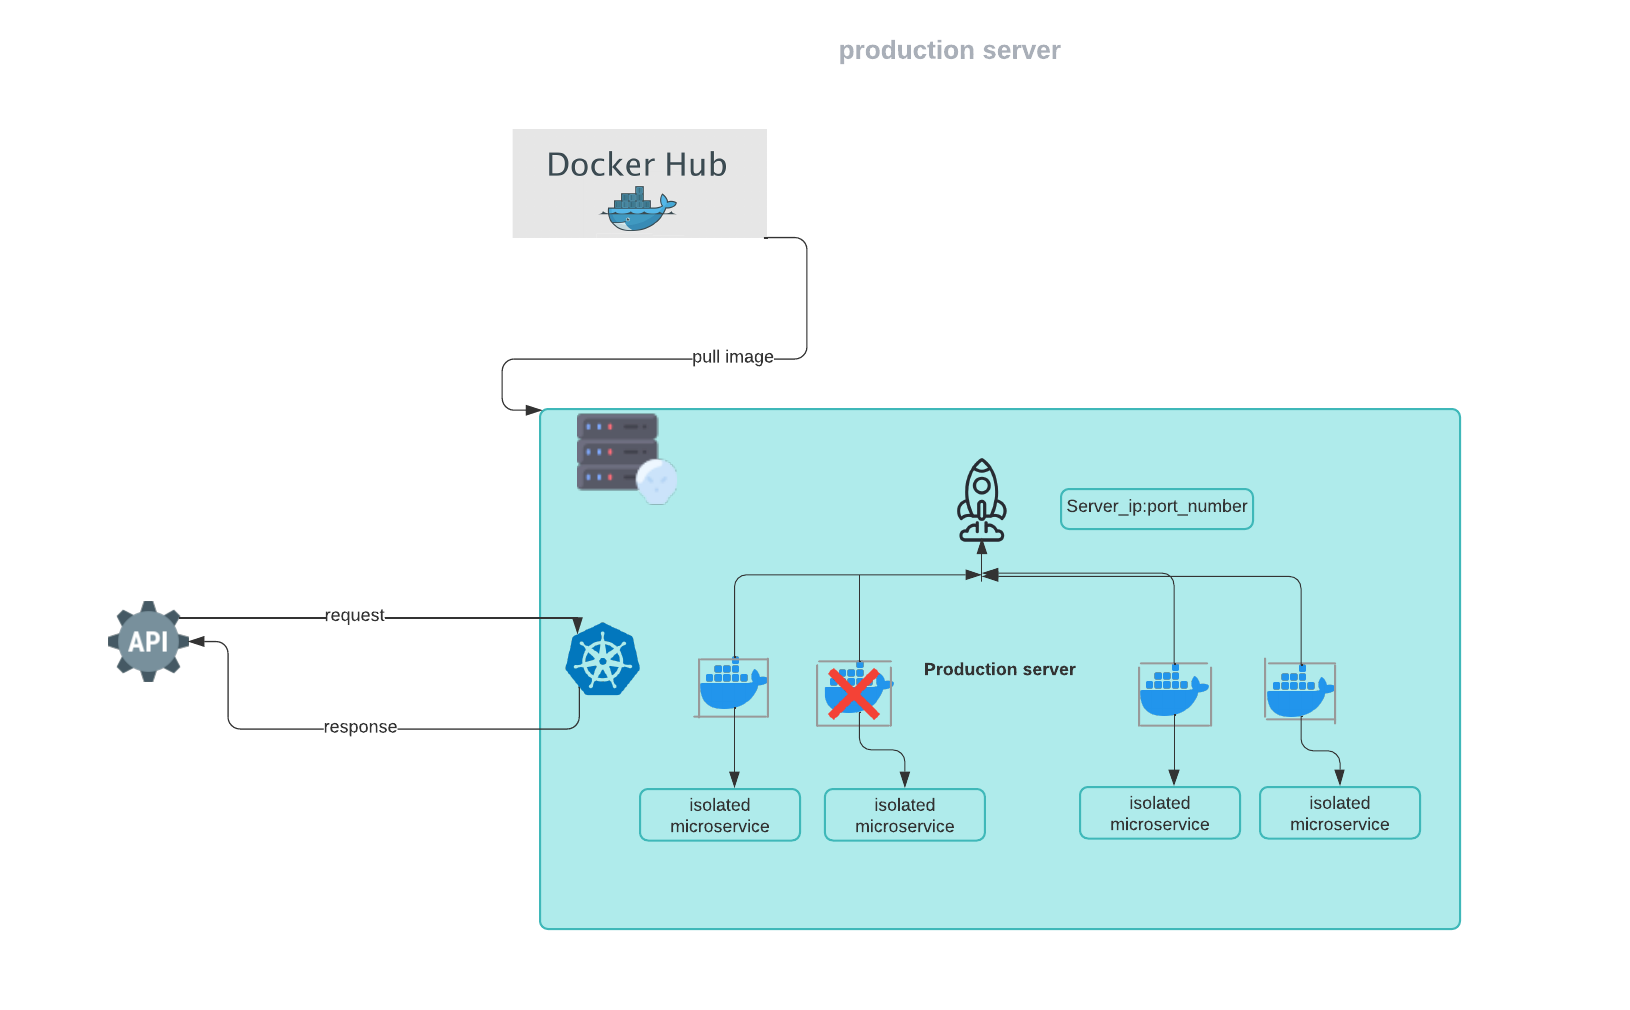 production server
Docker Hub
pull image
Server_ip:port_number
API
request
Production server
response
isolated
microservice
isolated
microservice
isolated
microservice
isolated
microservice